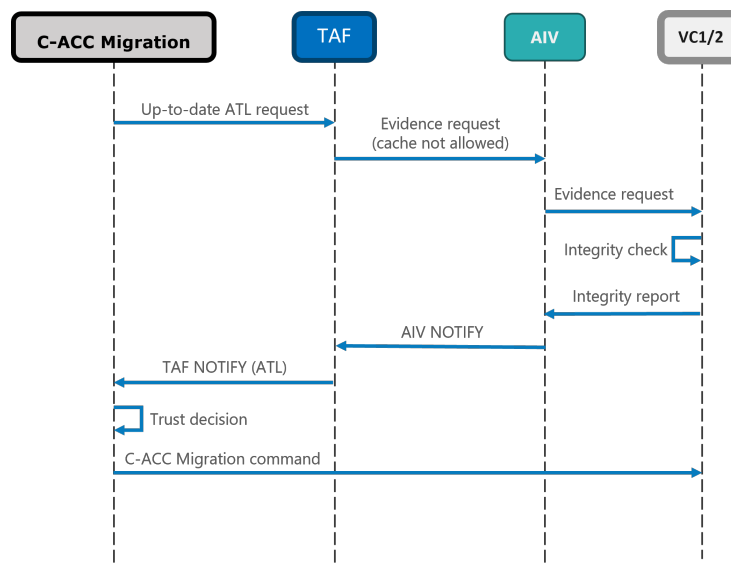 C-ACC Migration
TAF
AIV
VC1/2
Up-to-date ATL request
Evidence request
(cache not allowed)
Evidence request
Integrity check
Integrity report
AIV NOTIFY
TAF NOTIFY (ATL)
Trust decision
C-ACC Migration command